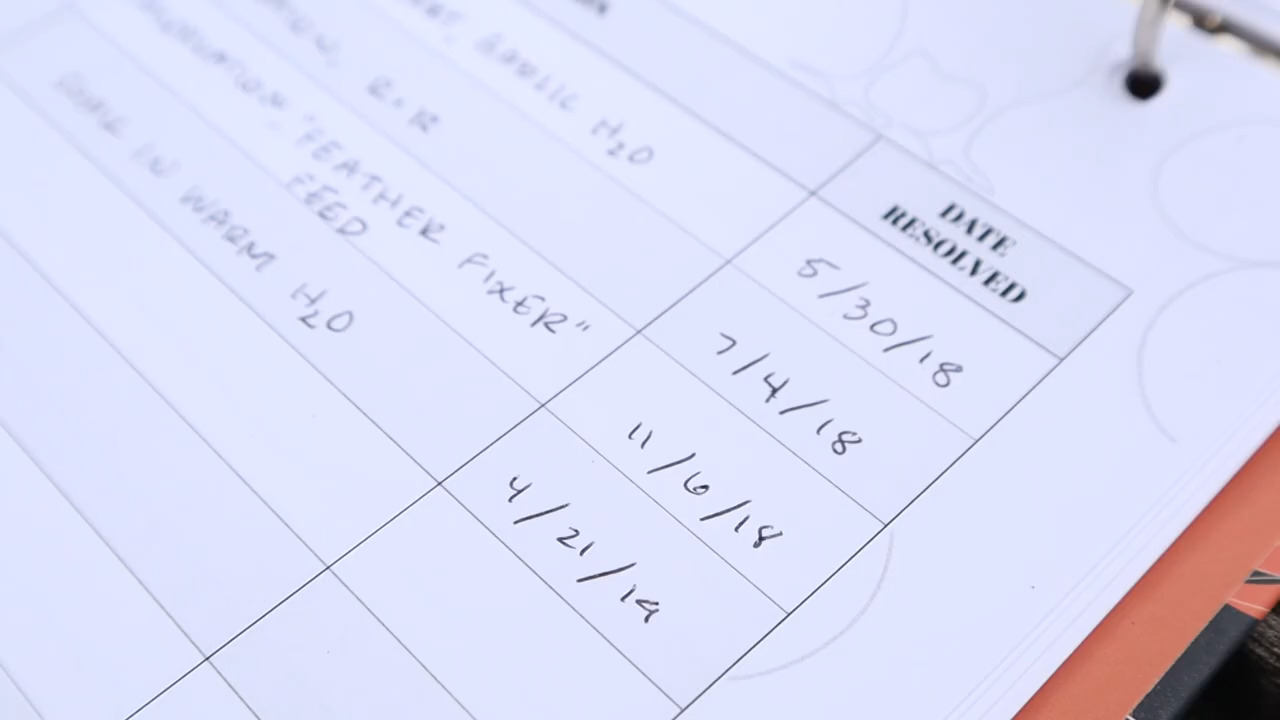 DATE
RESOLVED
GARLIC H2O
5/30/18
R+R
7/4/18
"FEATHER FIXER"
FEED
11/6/18
SOAK IN WARM H2O
4/21/19